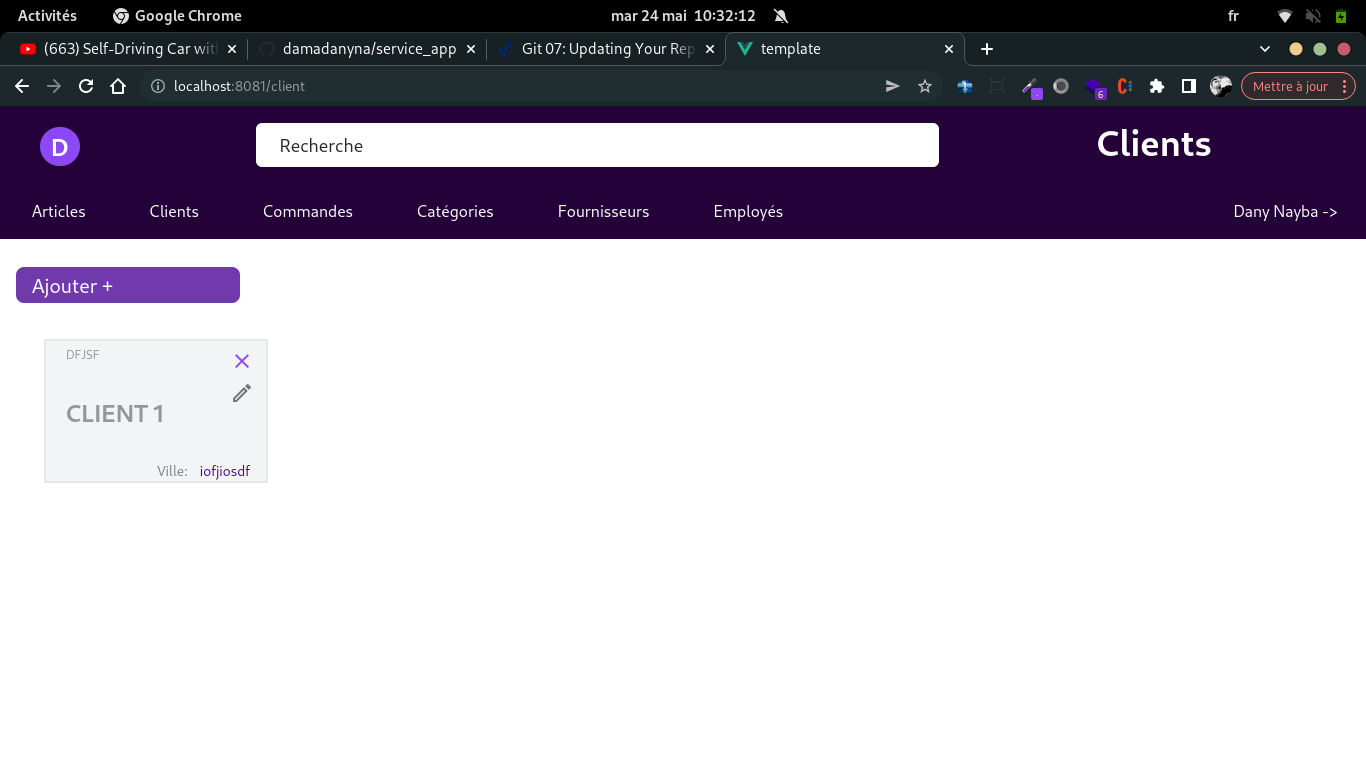 Activités Google Chrome mar 24 mai 10:32:12 fr
(663) Self-Driving Car with damadanyna/service_app Git 07: Updating Your Rep template
localhost:8081/client 6 Mettre à jour
D Recherche Clients
Articles Clients Commandes Catégories Fournisseurs Employés Dany Nayba ->
Ajouter +
DFJSF
CLIENT 1
Ville: iofjiosdf